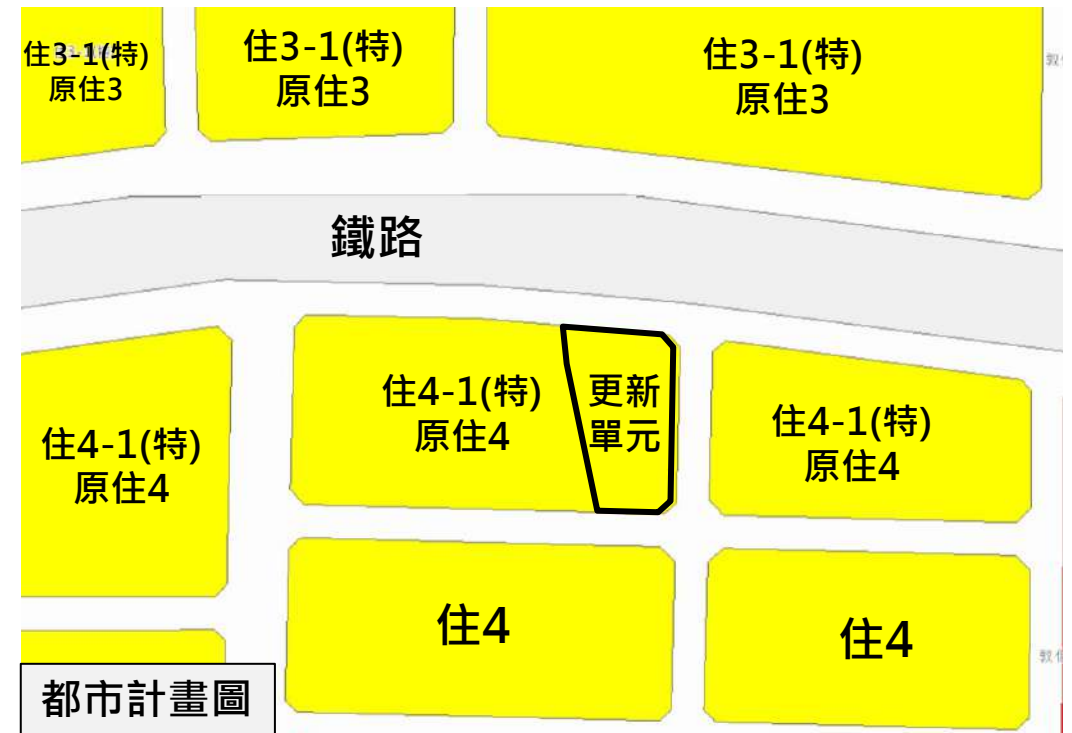 住3-1(特)
原住3
住3-1(特)
原住3
住3-1(特)
原住3
鐵路
住4-1(特)
原住4
住4-1(特)
原住4
更新
單元
住4-1(特)
原住4
住4
住4
都市計畫圖